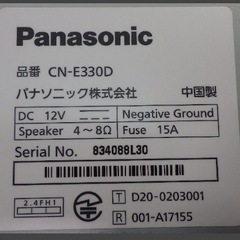 Panasonic
品番 CN-E330D
パナソニック株式会社 中国製
DC 12V Negative Ground
Speaker 4～8Ω Fuse 15A
Serial No. 834088L30
2.4FH1 T D20-0203001
R 001-A17155